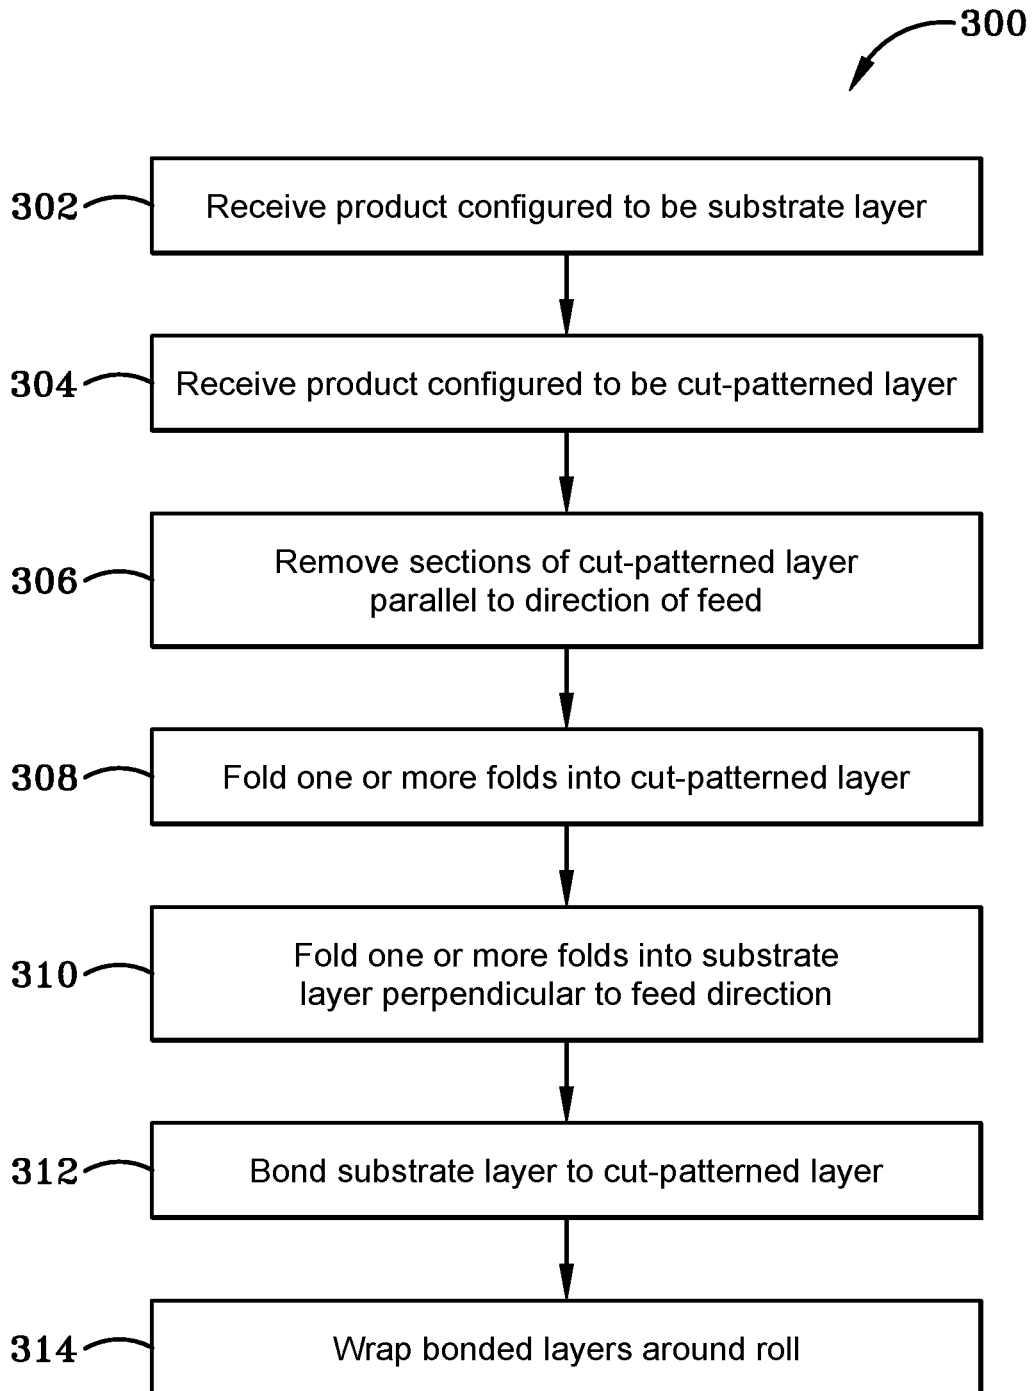 300
302
Receive product configured to be substrate layer
304
Receive product configured to be cut-patterned layer
306
Remove sections of cut-patterned layer
parallel to direction of feed
308
Fold one or more folds into cut-patterned layer
310
Fold one or more folds into substrate
layer perpendicular to feed direction
312
Bond substrate layer to cut-patterned layer
314
Wrap bonded layers around roll